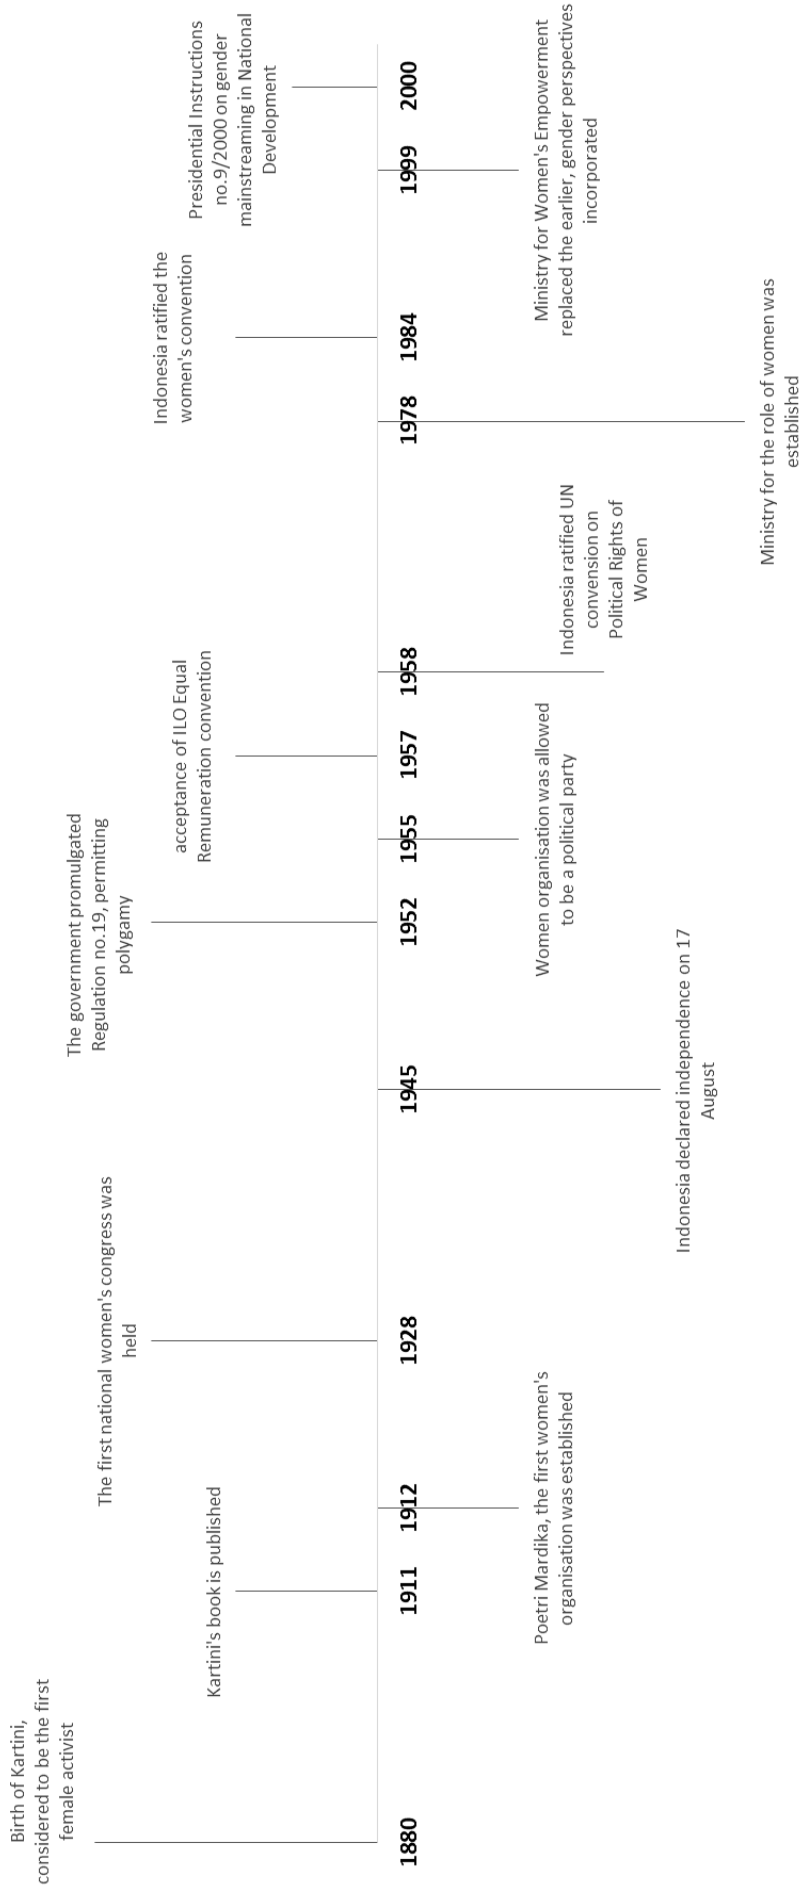 Birth of Kartini,
considered to be the first
female activist
1880
Kartini's book is published
1911
1912
Poetri Mardika, the first women's
organisation was established
The first national women's congress was
held
1928
1945
Indonesia declared independence on 17
August
The government promulgated
Regulation no.19, permitting
polygamy
1952
1955
Women organisation was allowed
to be a political party
acceptance of ILO Equal
Remuneration convention
1957
1958
Indonesia ratified UN
convension on
Political Rights of
Women
1978
Ministry for the role of women was
established
Indonesia ratified the
women's convention
1984
1999
Ministry for Women's Empowerment
replaced the earlier, gender perspectives
incorporated
Presidential Instructions
no.9/2000 on gender
mainstreaming in National
Development
2000